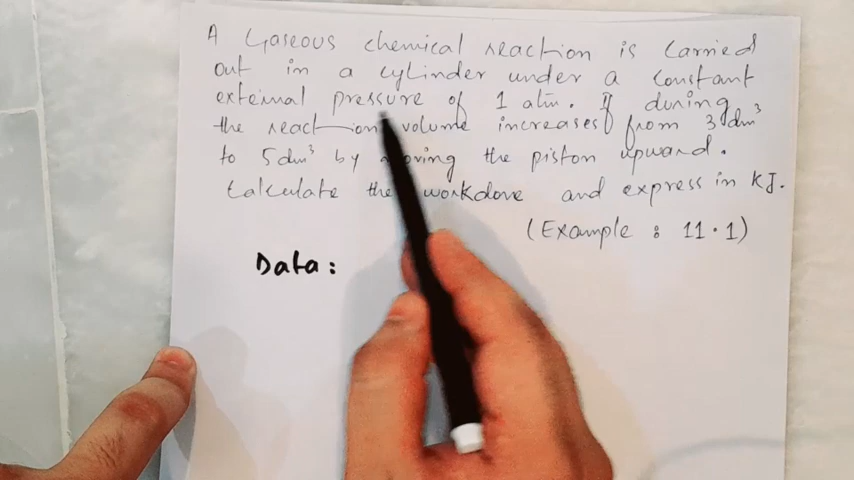 A Gaseous chemical reaction is Carried
out in a cylinder under a constant
external pressure of 1 atm. If during
the reaction volume increases from 3 dm³
to 5 dm³ by moving the piston upward.
Calculate the workdone and express in KJ.
(Example : 11.1)
Data :